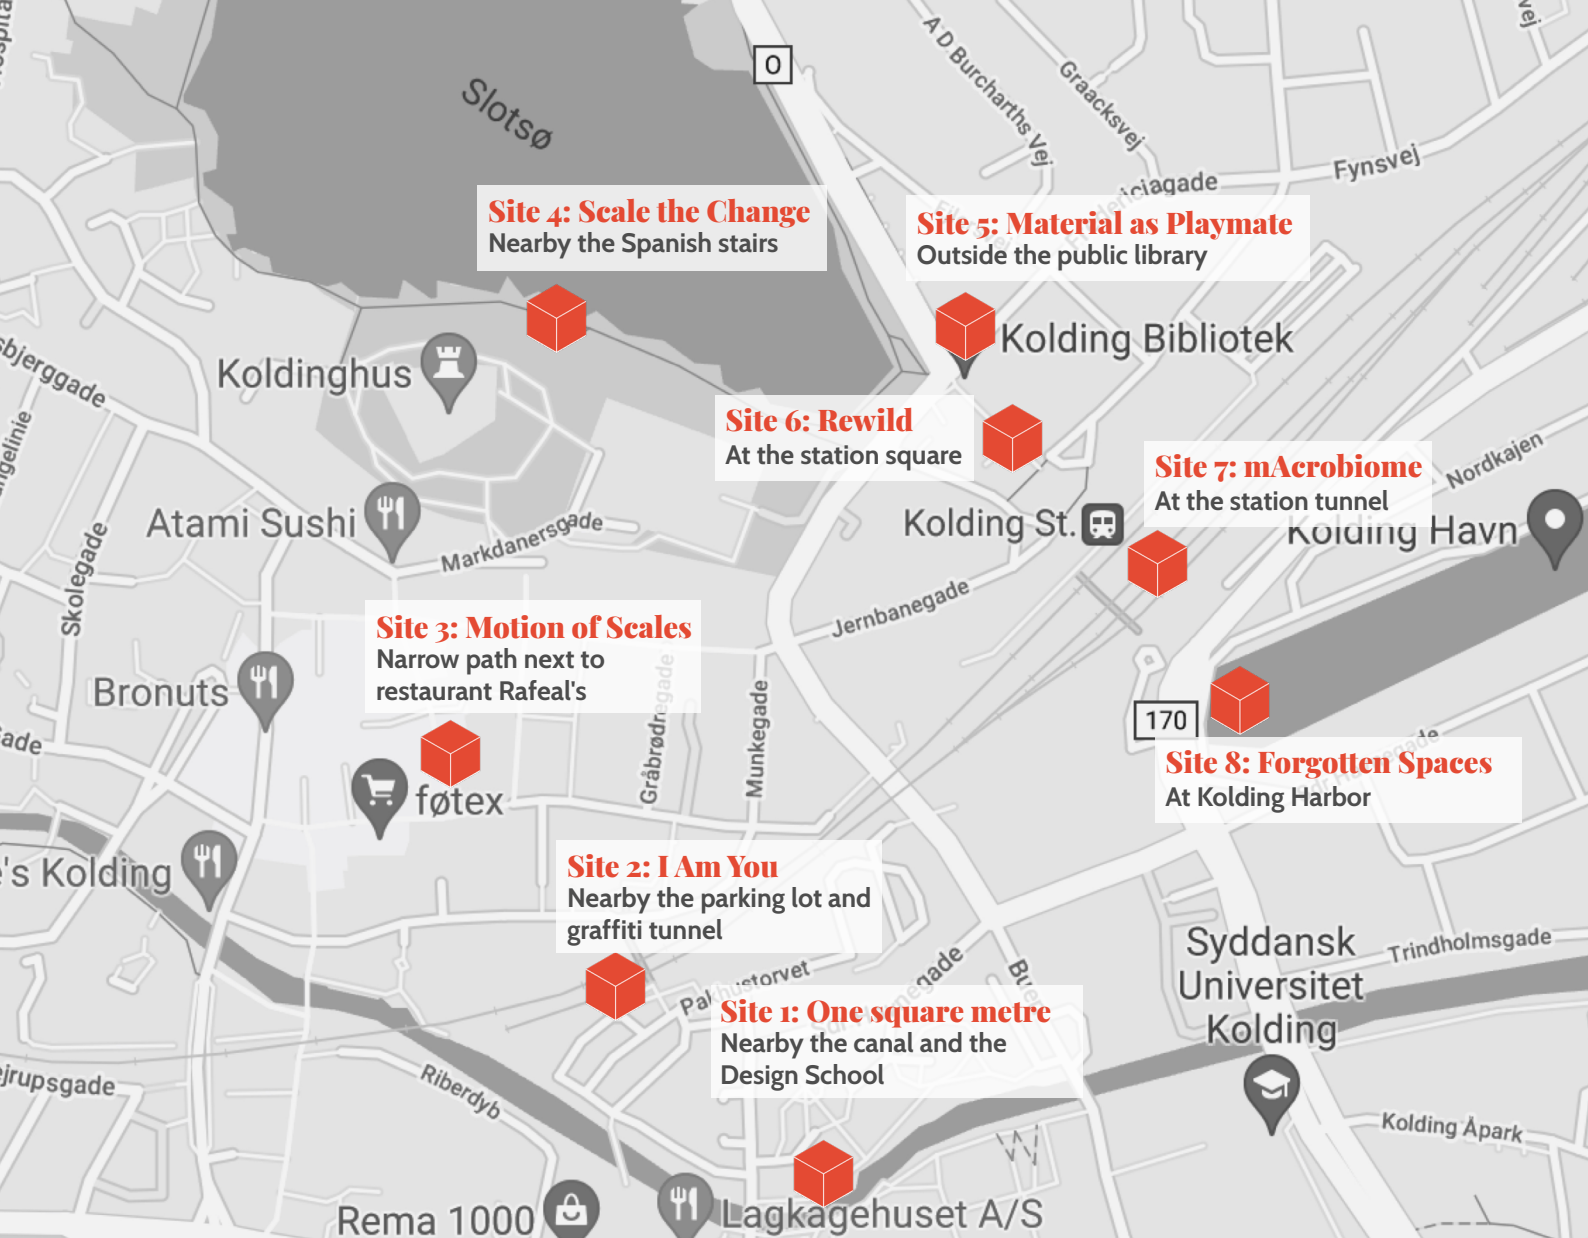 Slotsø
O
A D Burcharths Vej
Graacksvej
Fynsvej
Site 4: Scale the Change
Nearby the Spanish stairs
Site 5: Material as Playmate
Outside the public library
Koldinghus
Kolding Bibliotek
Site 6: Rewild
At the station square
Site 7: mAcrobiome
At the station tunnel
Nordkajen
Atami Sushi
Markdanersgade
Kolding St.
Kolding Havn
Skolegade
Jernbanegade
Site 3: Motion of Scales
Narrow path next to
restaurant Rafeal's
Bronuts
Gråbrødregade
Munkegade
170
Site 8: Forgotten Spaces
At Kolding Harbor
føtex
's Kolding
Site 2: I Am You
Nearby the parking lot and
graffiti tunnel
Pakhustorvet
Syddansk
Universitet
Kolding
Trindholmsgade
Site 1: One square metre
Nearby the canal and the
Design School
Riberdyb
Kolding Åpark
Rema 1000
Lagkagehuset A/S